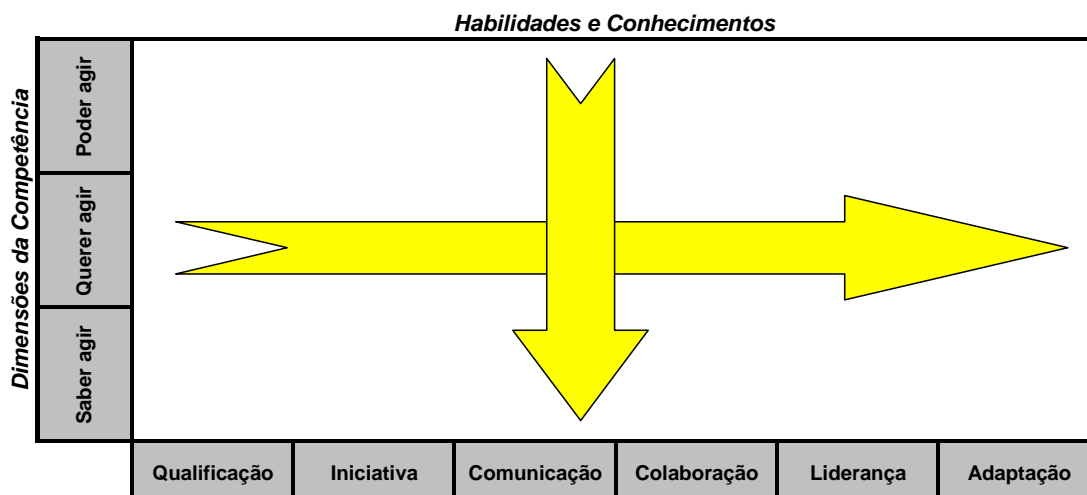 Habilidades e Conhecimentos
Dimensões da Competência
Poder agir
Querer agir
Saber agir
Qualificação
Iniciativa
Comunicação
Colaboração
Liderança
Adaptação